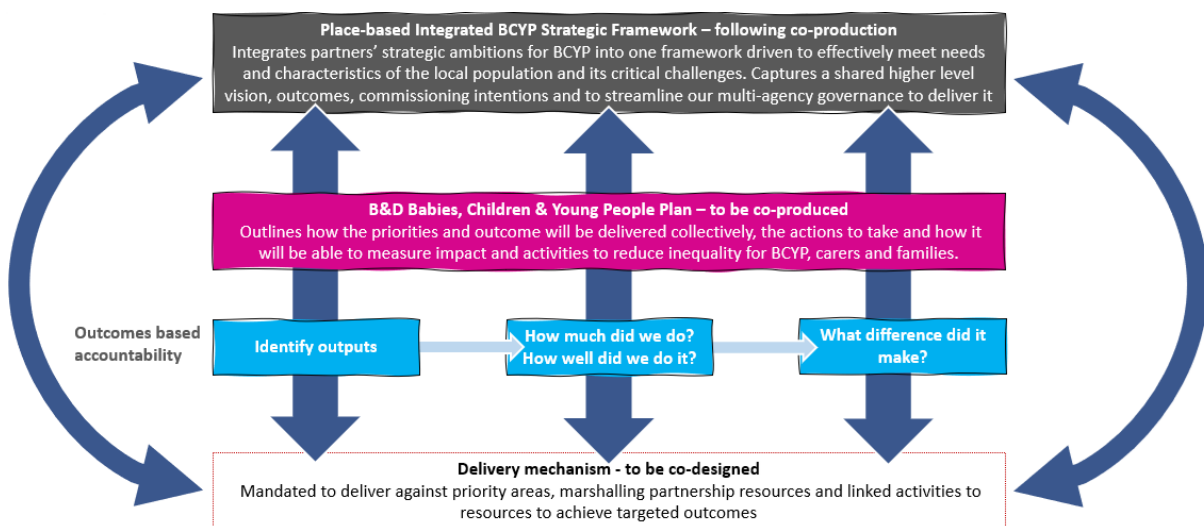 Place-based Integrated BCYP Strategic Framework – following co-production
Integrates partners' strategic ambitions for BCYP into one framework driven to effectively meet needs
and characteristics of the local population and its critical challenges. Captures a shared higher level
vision, outcomes, commissioning intentions and to streamline our multi-agency governance to deliver it
B&D Babies, Children & Young People Plan – to be co-produced
Outlines how the priorities and outcome will be delivered collectively, the actions to take and how it
will be able to measure impact and activities to reduce inequality for BCYP, carers and families.
Outcomes based
accountability
Identify outputs
How much did we do?
How well did we do it?
What difference did it
make?
Delivery mechanism - to be co-designed
Mandated to deliver against priority areas, marshalling partnership resources and linked activities to
resources to achieve targeted outcomes